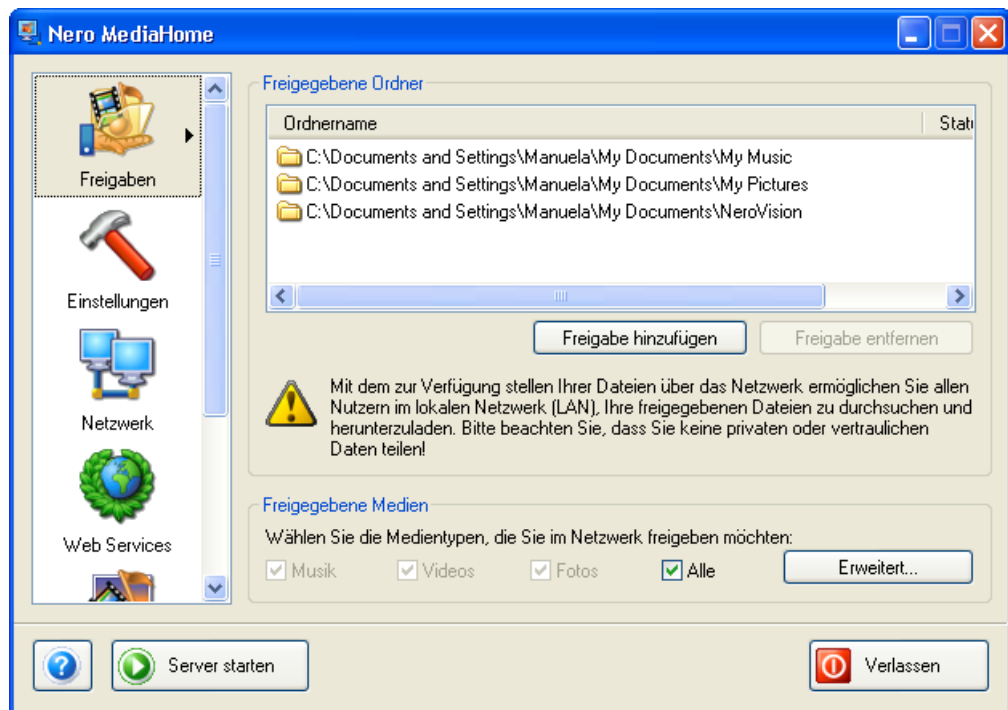 Nero MediaHome
Freigaben
Einstellungen
Netzwerk
Web Services
Freigegebene Ordner
Ordnername Statu
C:\Documents and Settings\Manuela\My Documents\My Music
C:\Documents and Settings\Manuela\My Documents\My Pictures
C:\Documents and Settings\Manuela\My Documents\NeroVision
Freigabe hinzufügen Freigabe entfernen
Mit dem zur Verfügung stellen Ihrer Dateien über das Netzwerk ermöglichen Sie allen
Nutzern im lokalen Netzwerk (LAN), Ihre freigegebenen Dateien zu durchsuchen und
herunterzuladen. Bitte beachten Sie, dass Sie keine privaten oder vertraulichen
Daten teilen!
Freigegebene Medien
Wählen Sie die Medientypen, die Sie im Netzwerk freigeben möchten:
Musik Videos Fotos Alle Erweitert...
Server starten Verlassen